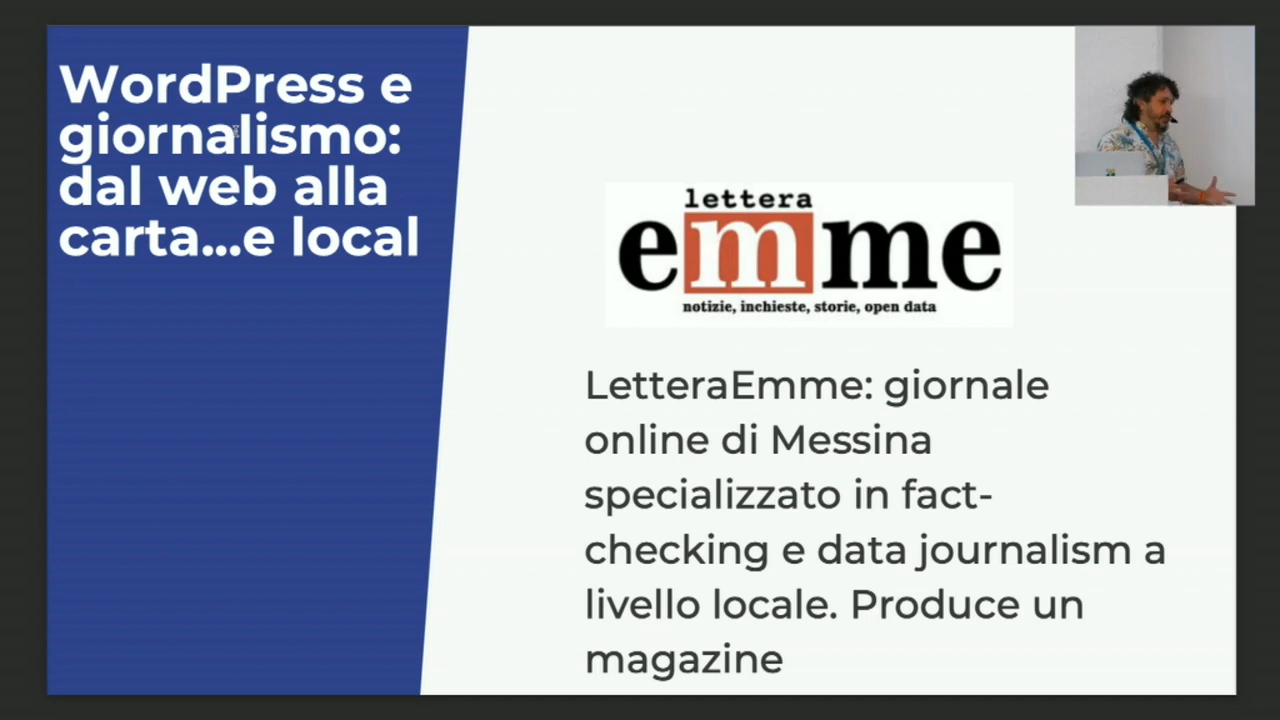 WordPress e
giornalismo:
dal web alla
carta...e local
lettera
emme
notizie, inchieste, storie, open data
LetteraEmme: giornale
online di Messina
specializzato in fact-
checking e data journalism a
livello locale. Produce un
magazine